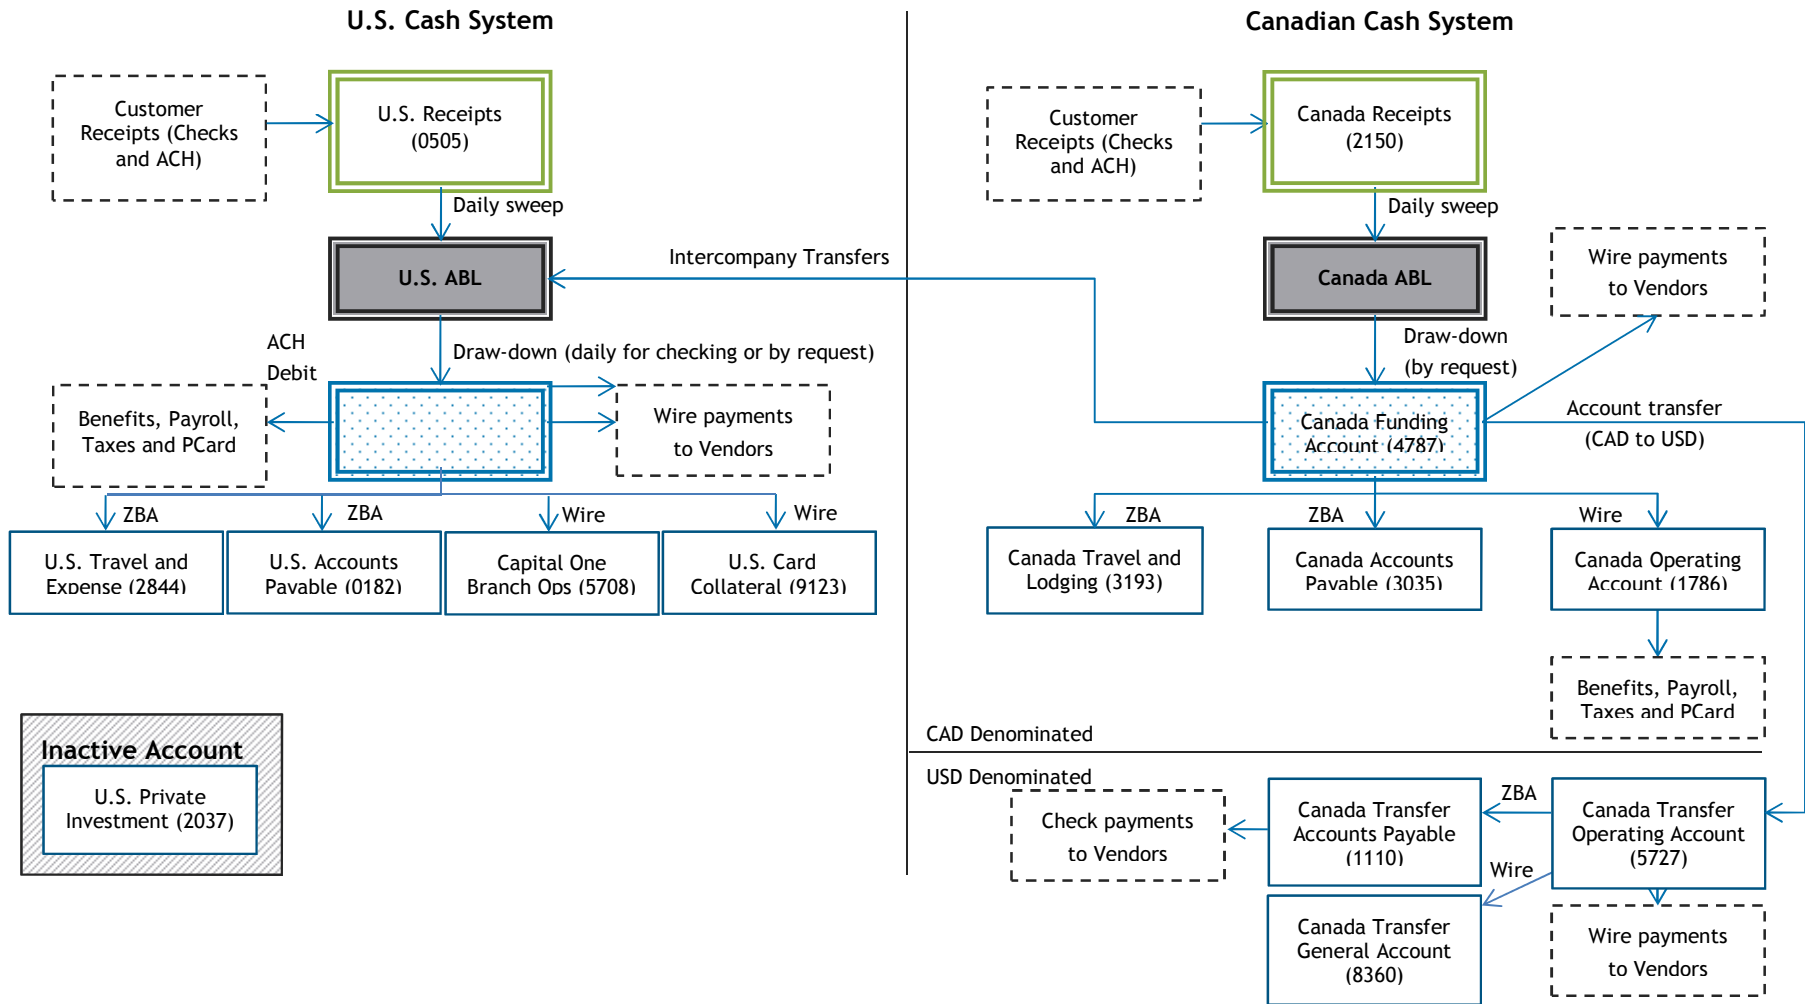 U.S. Cash System
Canadian Cash System
Customer
Receipts (Checks
and ACH)
U.S. Receipts
(0505)
Daily sweep
U.S. ABL
Intercompany Transfers
ACH
Debit
Draw-down (daily for checking or by request)
Benefits, Payroll,
Taxes and PCard
Wire payments
to Vendors
ZBA
ZBA
Wire
Wire
U.S. Travel and
Expense (2844)
U.S. Accounts
Payable (0182)
Capital One
Branch Ops (5708)
U.S. Card
Collateral (9123)
Inactive Account
U.S. Private
Investment (2037)
Customer
Receipts (Checks
and ACH)
Canada Receipts
(2150)
Daily sweep
Canada ABL
Wire payments
to Vendors
Draw-down
(by request)
Canada Funding
Account (4787)
Account transfer
(CAD to USD)
ZBA
ZBA
Wire
Canada Travel and
Lodging (3193)
Canada Accounts
Payable (3035)
Canada Operating
Account (1786)
Benefits, Payroll,
Taxes and PCard
CAD Denominated
USD Denominated
Check payments
to Vendors
Canada Transfer
Accounts Payable
(1110)
ZBA
Canada Transfer
Operating Account
(5727)
Wire
Canada Transfer
General Account
(8360)
Wire payments
to Vendors